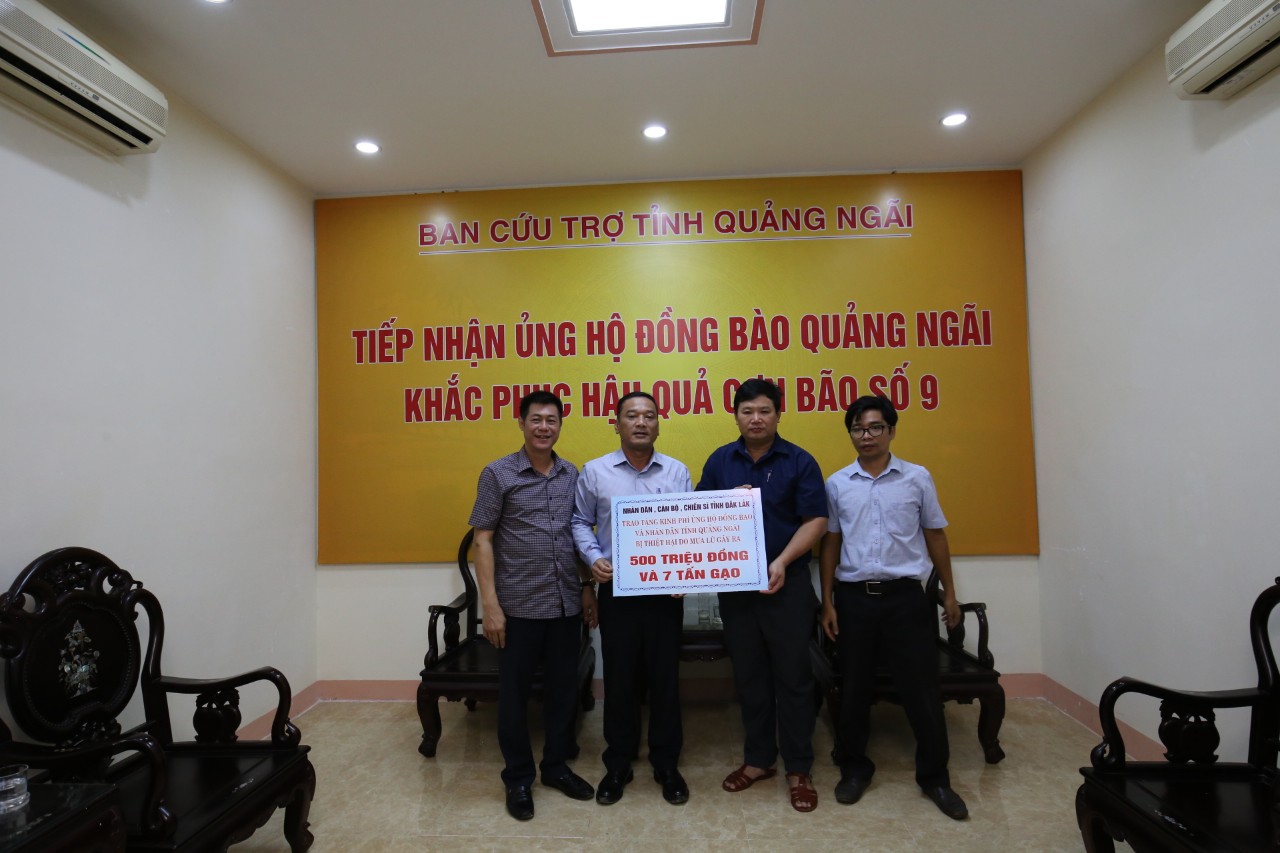 BAN CỨU TRỢ TỈNH QUẢNG NGÃI
TIẾP NHẬN ỦNG HỘ ĐỒNG BÀO QUẢNG NGÃI
KHẮC PHỤC HẬU QUẢ CƠN BÃO SỐ 9
NHÂN DÂN , CÁN BỘ , CHIẾN SĨ TỈNH ĐẮK LẮK
TRAO TẶNG KINH PHÍ ỦNG HỘ ĐỒNG BÀO
VÀ NHÂN DÂN TỈNH QUẢNG NGÃI
BỊ THIỆT HẠI DO MƯA LŨ GÂY RA
500 TRIỆU ĐỒNG
VÀ 7 TẤN GẠO